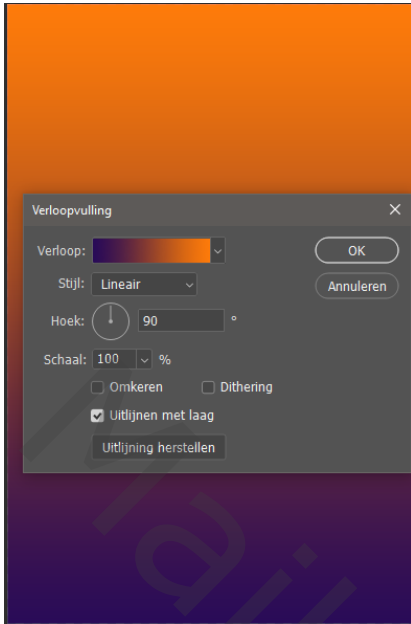 Verloopvulling
Verloop:
OK
Stijl: Lineair
Annuleren
Hoek: 90 °
Schaal: 100 %
Omkeren Dithering
Uitlijnen met laag
Uitlijning herstellen